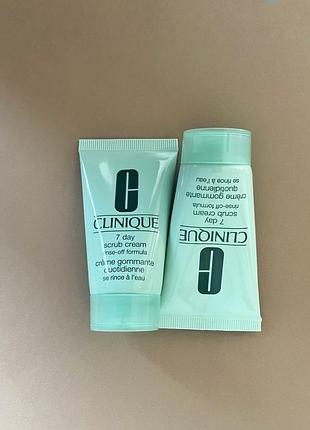 CLINIQUE
7 day
scrub cream
rinse-off formula
crème gommante
quotidienne
se rince à l'eau
CLINIQUE
7 day
scrub cream
rinse-off formula
crème gommante
quotidienne
se rince à l'eau